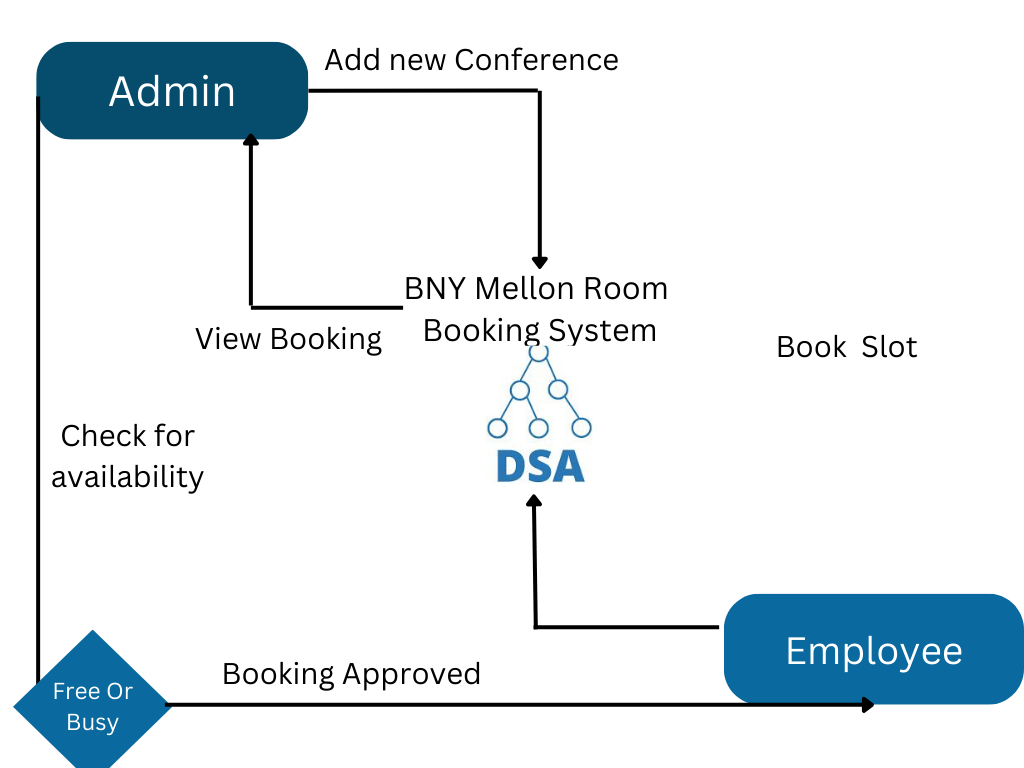 Add new Conference
Admin
BNY Mellon Room
Booking System
View Booking
Book Slot
Check for
availability
DSA
Employee
Booking Approved
Free Or
Busy